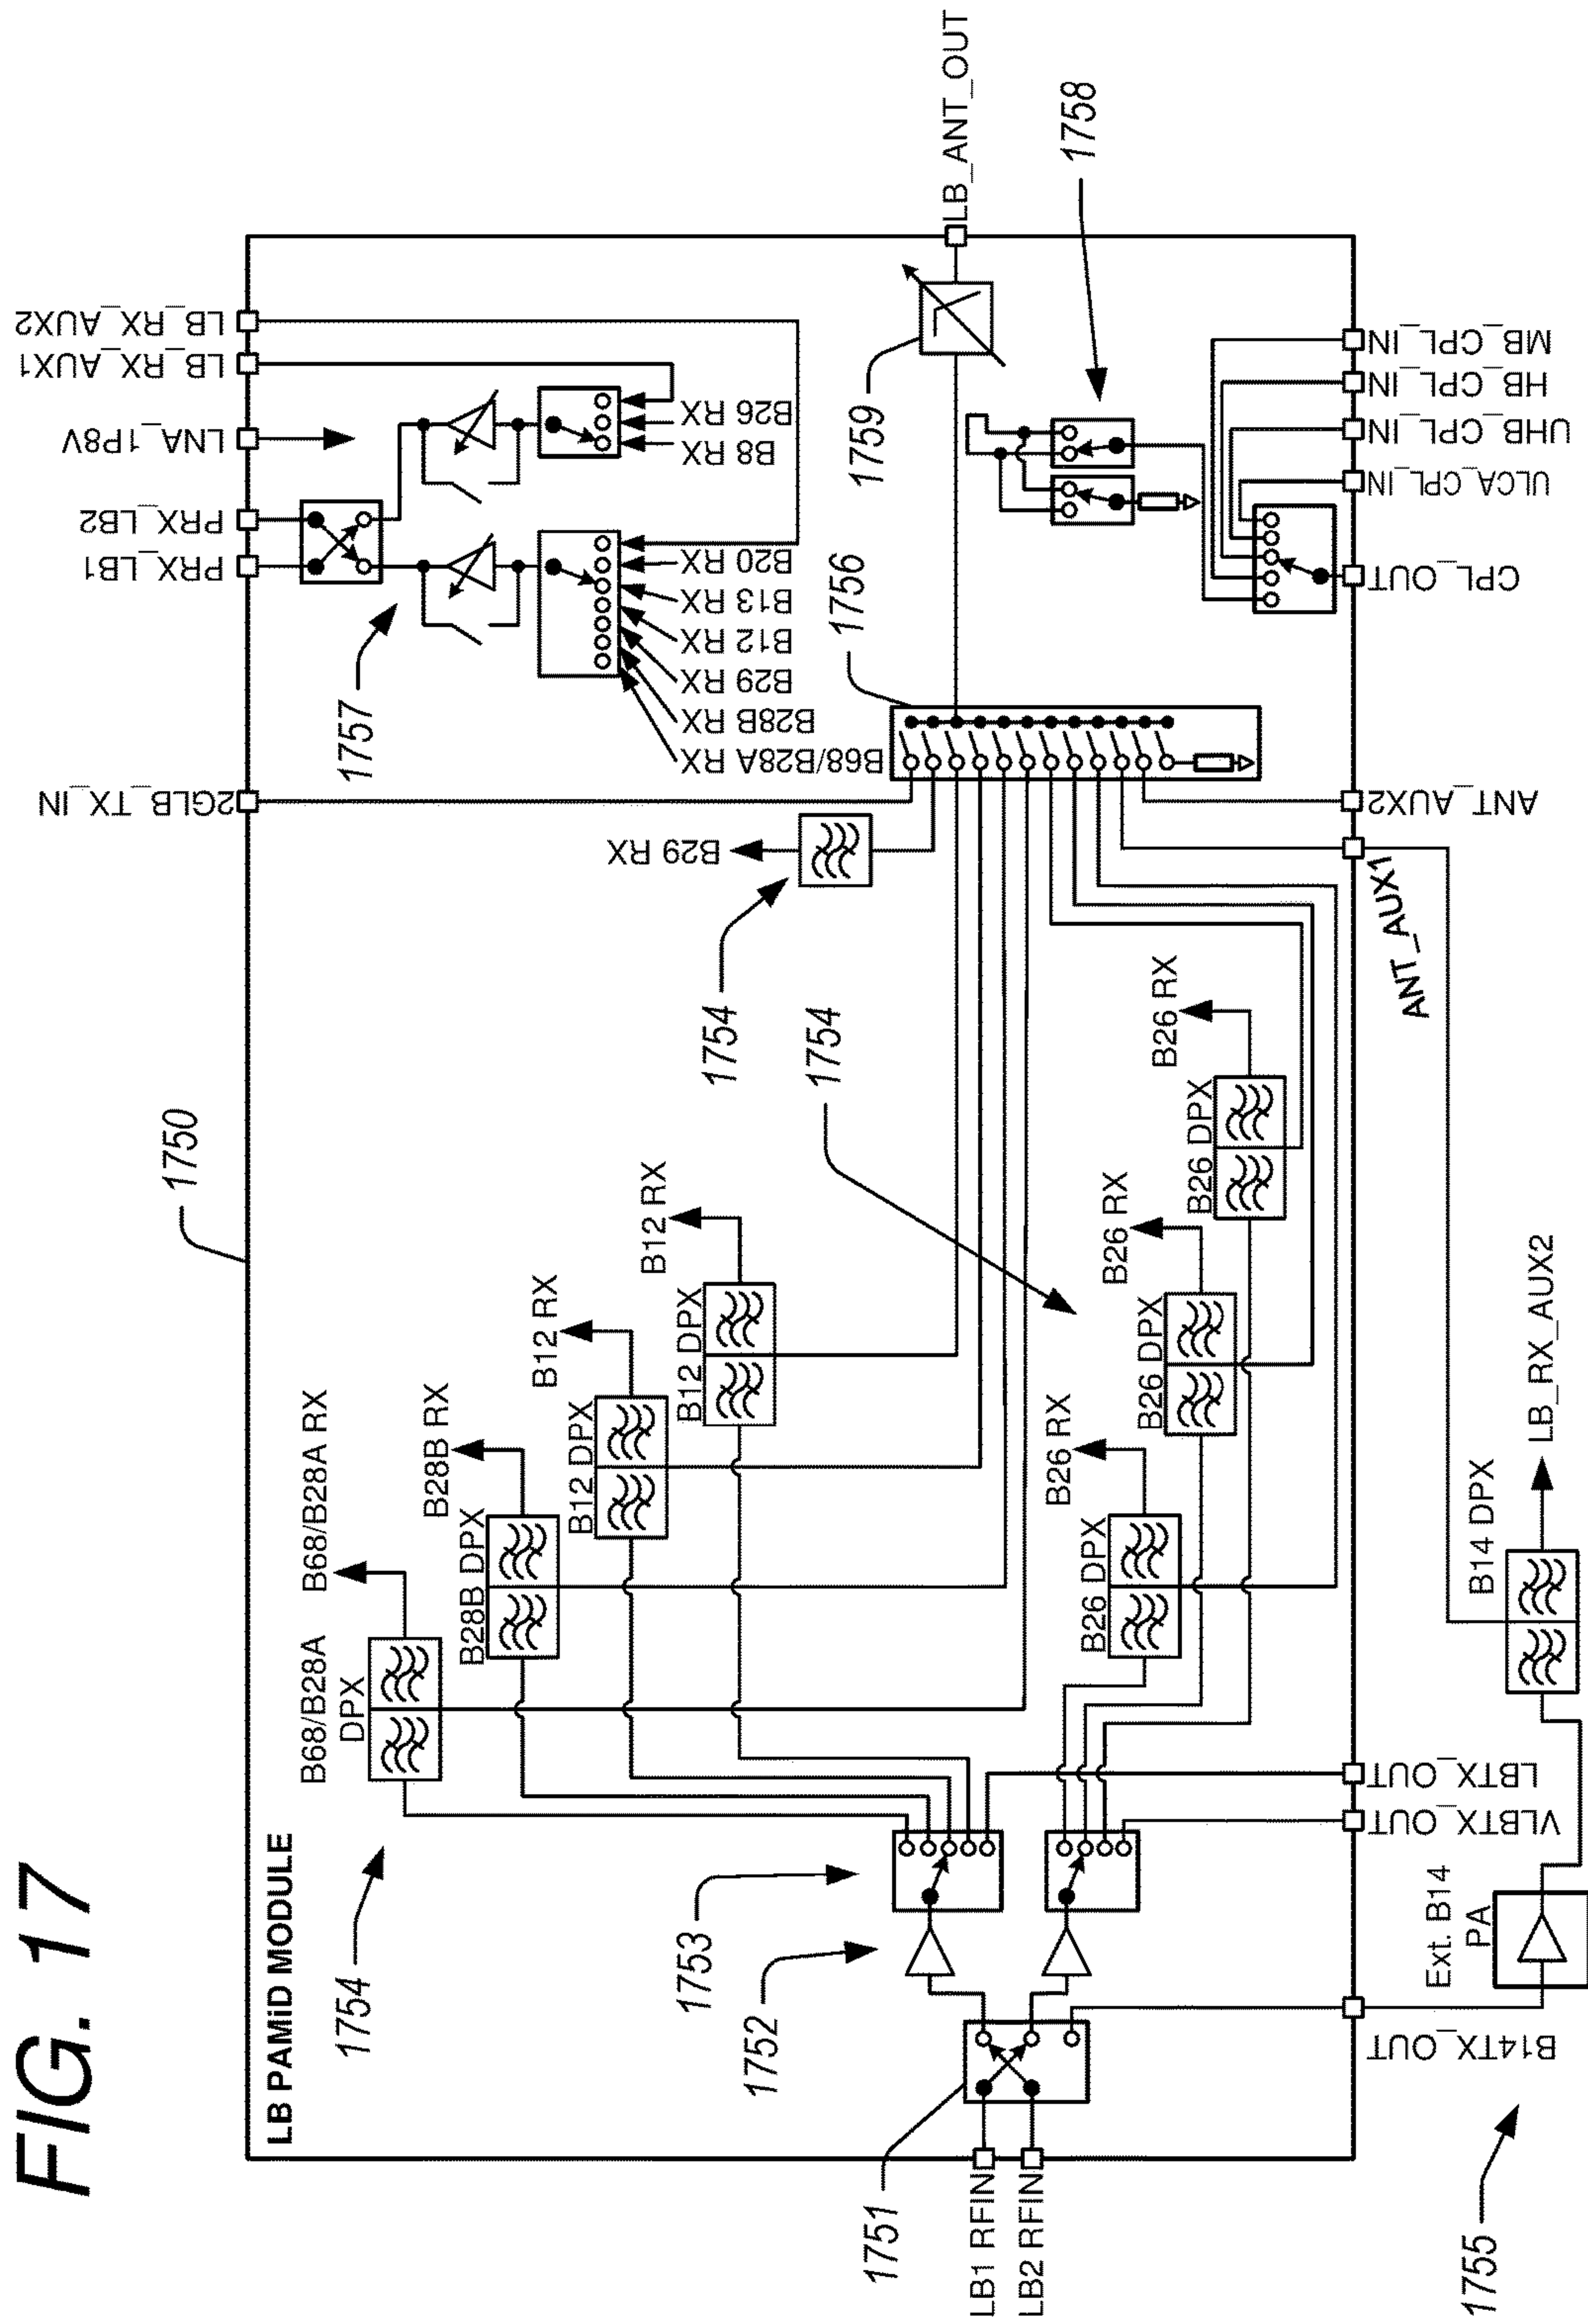 FIG. 17
1750
LB PAMiD MODULE
2GLB_TX_IN
PRX_LB1
PRX_LB2
LNA_1P8V
LB_RX_AUX1
LB_RX_AUX2
1757
B68/B28A RX
B28B RX
B29 RX
B12 RX
B13 RX
B20 RX
B8 RX
B26 RX
1754
B68/B28A
DPX
B68/B28A RX
B28B DPX
B28B RX
B12 DPX
B12 RX
B12 DPX
B12 RX
1754
B29 RX
1754
B26 DPX
B26 RX
B26 DPX
B26 RX
B26 DPX
B26 RX
1753
1752
1751
LB1 RFIN
LB2 RFIN
1756
1759
LB_ANT_OUT
1758
B14TX_OUT
VLBTX_OUT
LBTX_OUT
ANT_AUX1
ANT_AUX2
CPL_OUT
ULCA_CPL_IN
UHB_CPL_IN
HB_CPL_IN
MB_CPL_IN
1755
Ext. B14
PA
B14 DPX
LB_RX_AUX2